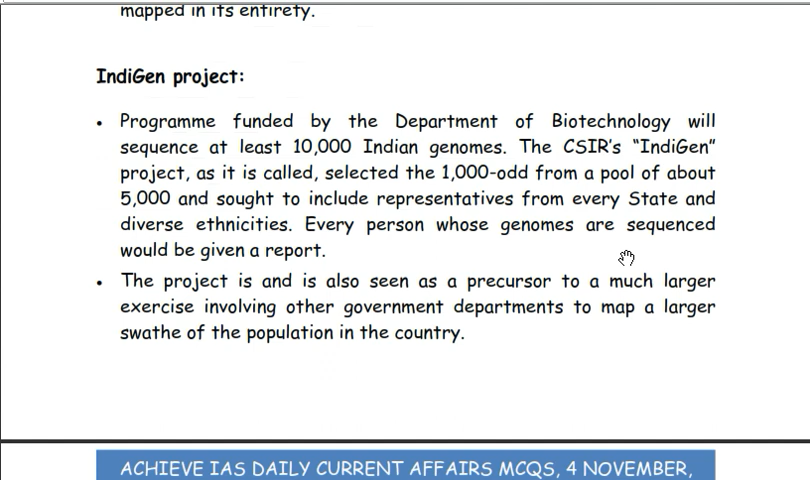 mapped in its entirety.
IndiGen project:
• Programme funded by the Department of Biotechnology will
sequence at least 10,000 Indian genomes. The CSIR's “IndiGen”
project, as it is called, selected the 1,000-odd from a pool of about
5,000 and sought to include representatives from every State and
diverse ethnicities. Every person whose genomes are sequenced
would be given a report.
• The project is and is also seen as a precursor to a much larger
exercise involving other government departments to map a larger
swathe of the population in the country.
ACHIEVE IAS DAILY CURRENT AFFAIRS MCQS, 4 NOVEMBER,